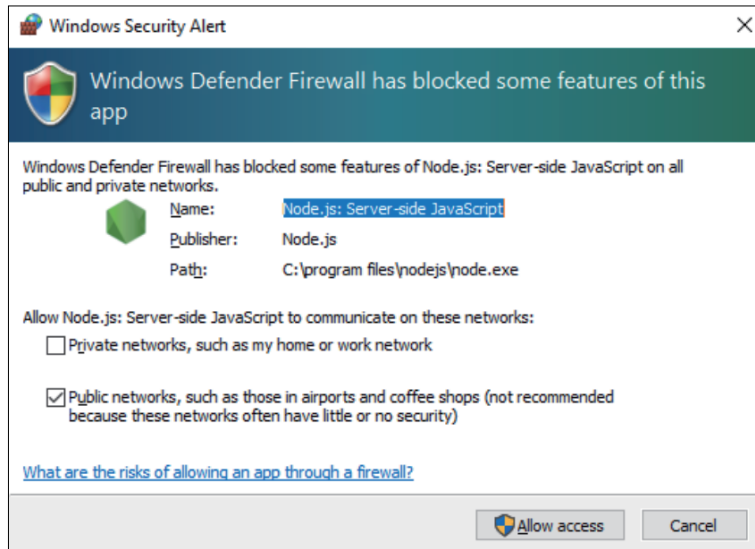 Windows Security Alert
Windows Defender Firewall has blocked some features of this
app
Windows Defender Firewall has blocked some features of Node.js: Server-side JavaScript on all
public and private networks.
Name: Node.js: Server-side JavaScript
Publisher: Node.js
Path: C:\program files\nodejs\node.exe
Allow Node.js: Server-side JavaScript to communicate on these networks:
Private networks, such as my home or work network
Public networks, such as those in airports and coffee shops (not recommended
because these networks often have little or no security)
What are the risks of allowing an app through a firewall?
Allow access Cancel